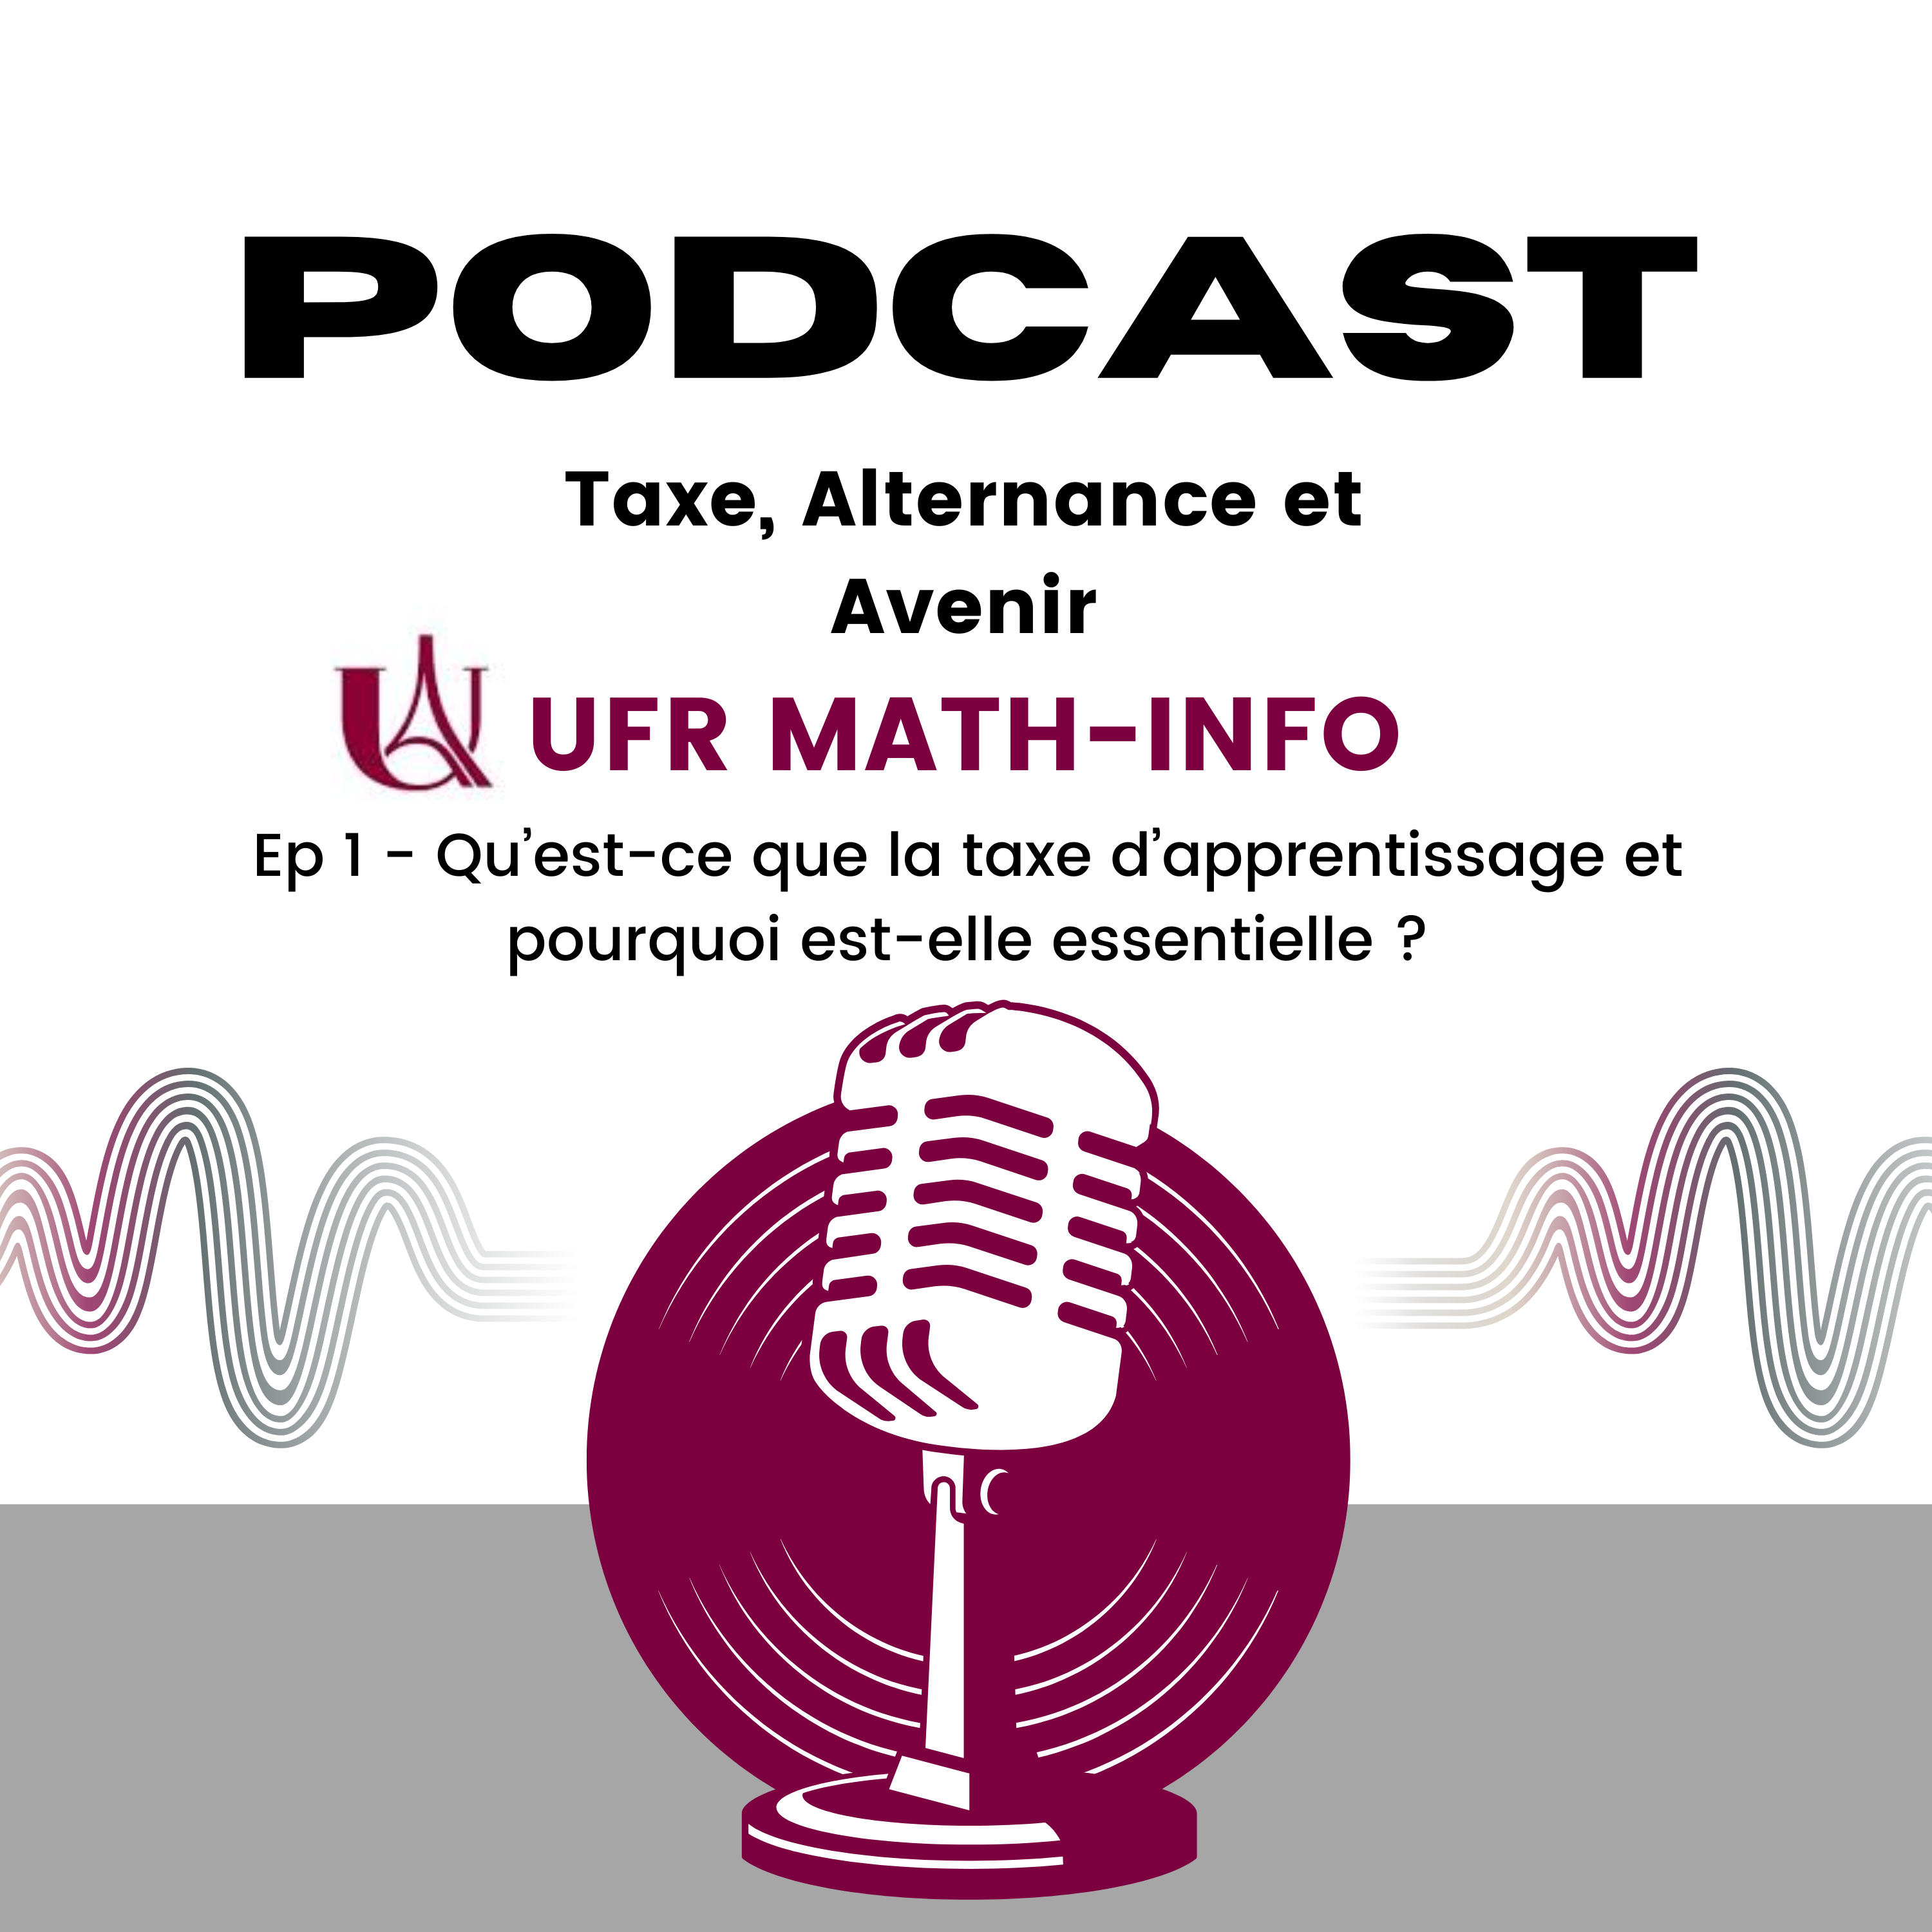 PODCAST
Taxe, Alternance et
Avenir
UFR MATH-INFO
Ep 1 - Qu'est-ce que la taxe d'apprentissage et
pourquoi est-elle essentielle ?